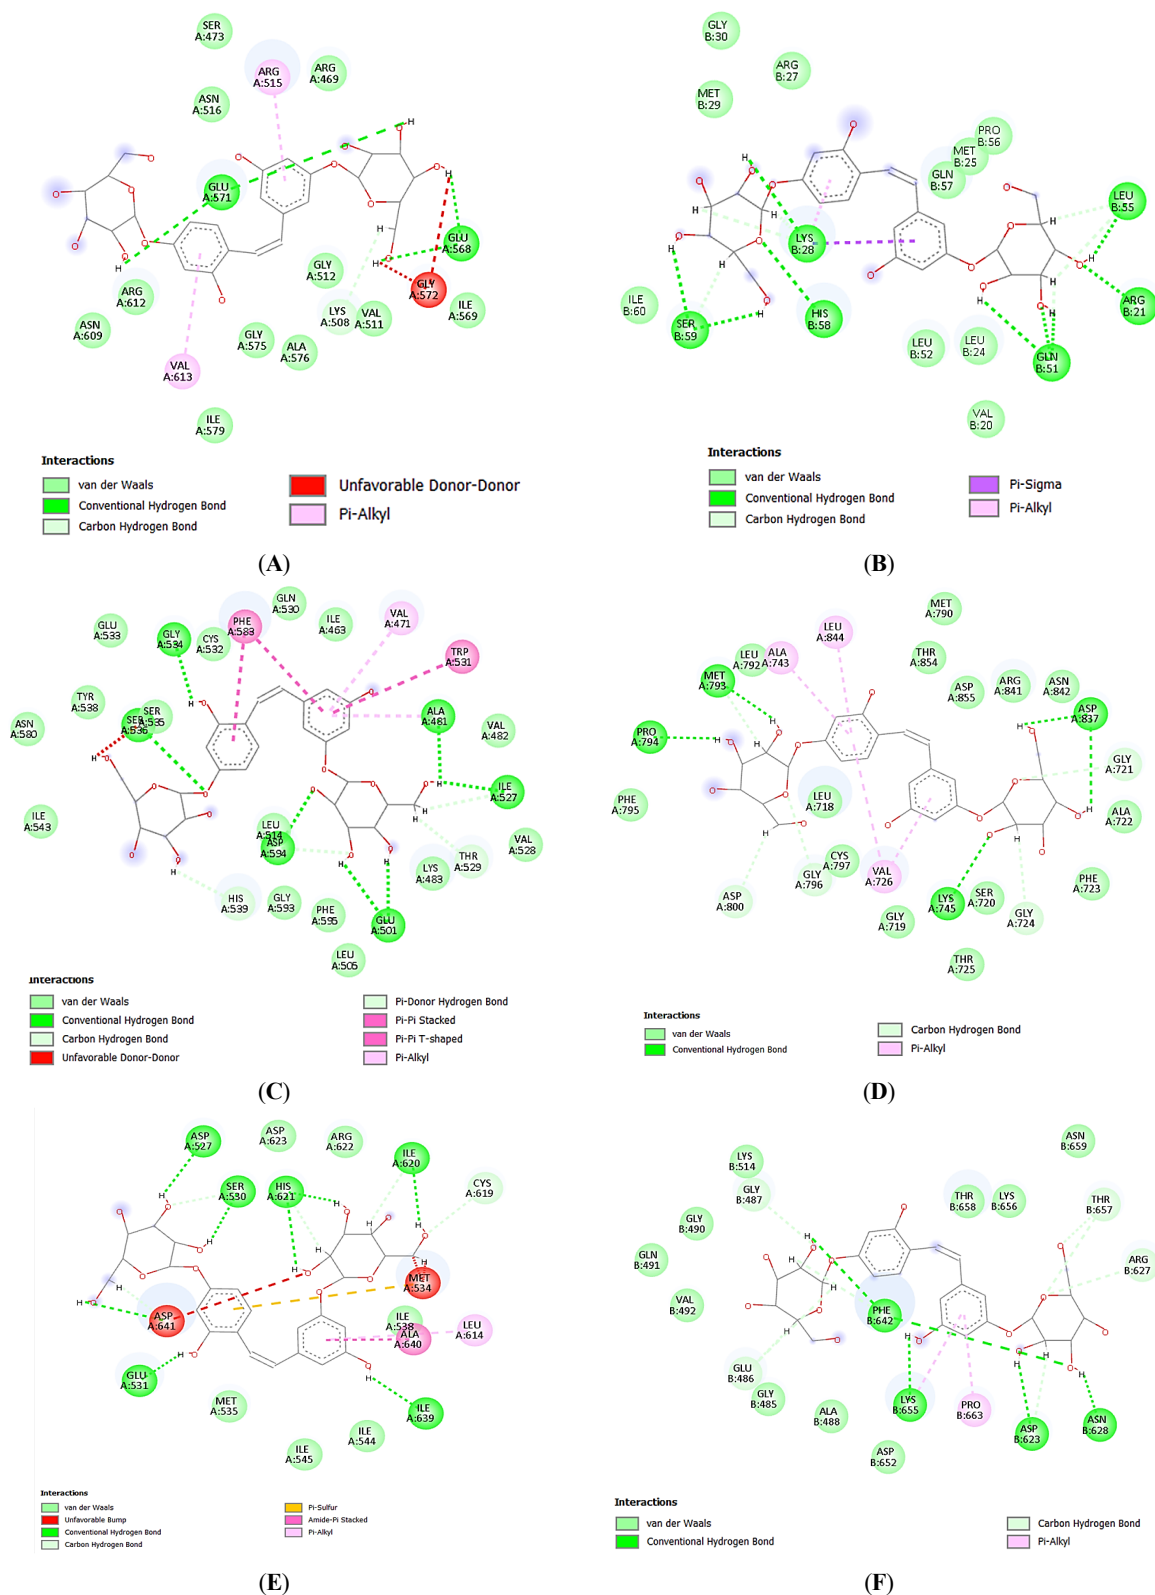 SER
A:473
ARG
A:515
ARG
A:469
ASN
A:516
GLU
A:571
GLU
A:568
GLY
A:572
GLY
A:512
LYS
A:508
VAL
A:511
ILE
A:569
ARG
A:612
ASN
A:609
GLY
A:575
ALA
A:576
VAL
A:613
ILE
A:579
Interactions
van der Waals
Conventional Hydrogen Bond
Carbon Hydrogen Bond
Unfavorable Donor-Donor
Pi-Alkyl
(A)
GLY
B:30
ARG
B:27
MET
B:29
PRO
B:56
MET
B:25
GLN
B:57
LEU
B:55
LYS
B:28
ARG
B:21
ILE
B:60
SER
B:59
HIS
B:58
LEU
B:52
LEU
B:24
GLN
B:51
VAL
B:20
Interactions
van der Waals
Conventional Hydrogen Bond
Carbon Hydrogen Bond
Pi-Sigma
Pi-Alkyl
(B)
GLN
A:530
GLU
A:533
GLY
A:534
CYS
A:532
PHE
A:583
ILE
A:463
VAL
A:471
TRP
A:531
TYR
A:538
SER
A:535
SER
A:536
ASN
A:580
ALA
A:481
VAL
A:482
ILE
A:527
ILE
A:543
LEU
A:514
ASP
A:594
VAL
A:528
THR
A:529
LYS
A:483
HIS
A:539
GLY
A:593
PHE
A:595
GLU
A:501
LEU
A:505
Interactions
van der Waals
Conventional Hydrogen Bond
Carbon Hydrogen Bond
Unfavorable Donor-Donor
Pi-Donor Hydrogen Bond
Pi-Pi Stacked
Pi-Pi T-shaped
Pi-Alkyl
(C)
MET
A:790
LEU
A:844
LEU
A:792
ALA
A:743
THR
A:854
MET
A:793
ASP
A:855
ARG
A:841
ASN
A:842
ASP
A:837
PRO
A:794
GLY
A:721
PHE
A:795
LEU
A:718
ALA
A:722
CYS
A:797
GLY
A:796
VAL
A:726
PHE
A:723
ASP
A:800
LYS
A:745
SER
A:720
GLY
A:724
GLY
A:719
THR
A:725
Interactions
van der Waals
Conventional Hydrogen Bond
Carbon Hydrogen Bond
Pi-Alkyl
(D)
ASP
A:527
ASP
A:623
ARG
A:622
ILE
A:620
SER
A:530
HIS
A:621
CYS
A:619
MET
A:534
ASP
A:641
ILE
A:538
ALA
A:640
LEU
A:614
GLU
A:531
MET
A:535
ILE
A:639
ILE
A:544
ILE
A:545
Interactions
van der Waals
Unfavorable Bump
Conventional Hydrogen Bond
Carbon Hydrogen Bond
Pi-Sulfur
Amide-Pi Stacked
Pi-Alkyl
(E)
ASN
B:659
LYS
B:514
GLY
B:487
THR
B:658
LYS
B:656
THR
B:657
GLY
B:490
GLN
B:491
ARG
B:627
VAL
B:492
PHE
B:642
GLU
B:486
GLY
B:485
ALA
B:488
LYS
B:655
PRO
B:663
ASP
B:623
ASN
B:628
ASP
B:652
Interactions
van der Waals
Conventional Hydrogen Bond
Carbon Hydrogen Bond
Pi-Alkyl
(F)